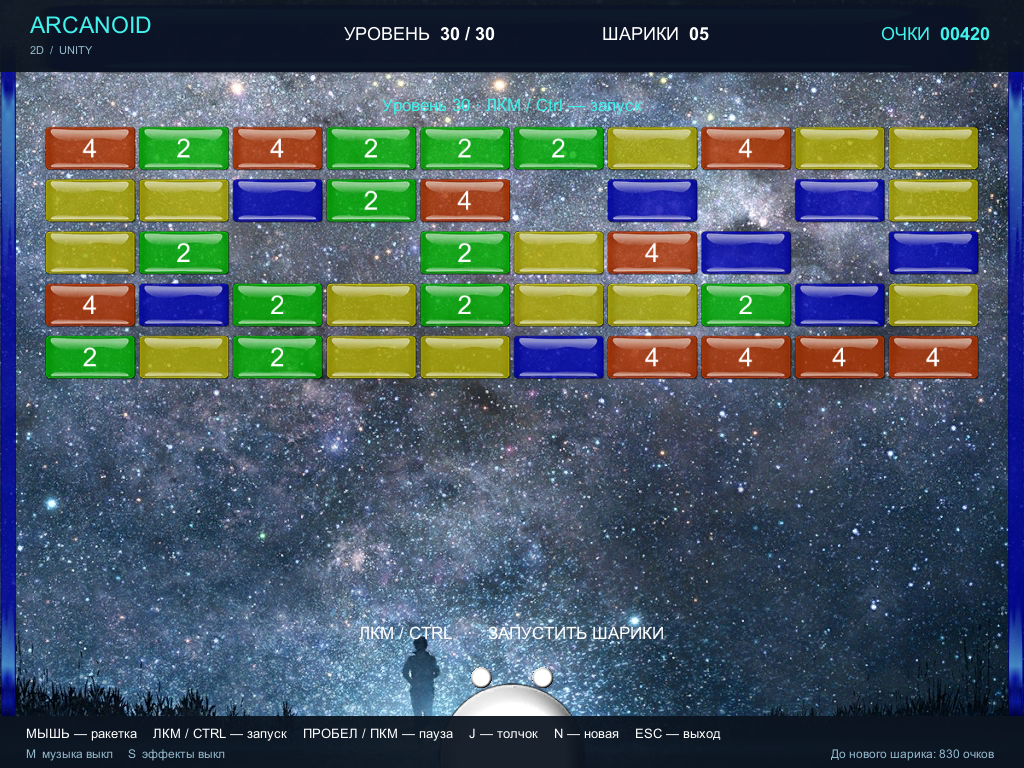 ARCANOID
2D / UNITY
УРОВЕНЬ 30 / 30
ШАРИКИ 05
ОЧКИ 00420
Уровень 30 · ЛКМ / Ctrl — запуск
4 2 4 2 2 2 4
2 4
2 2 4
4 2 2 2
2 2 4 4 4 4
ЛКМ / CTRL · ЗАПУСТИТЬ ШАРИКИ
МЫШЬ — ракетка ЛКМ / CTRL — запуск ПРОБЕЛ / ПКМ — пауза J — толчок N — новая ESC — выход
M музыка выкл S эффекты выкл
До нового шарика: 830 очков